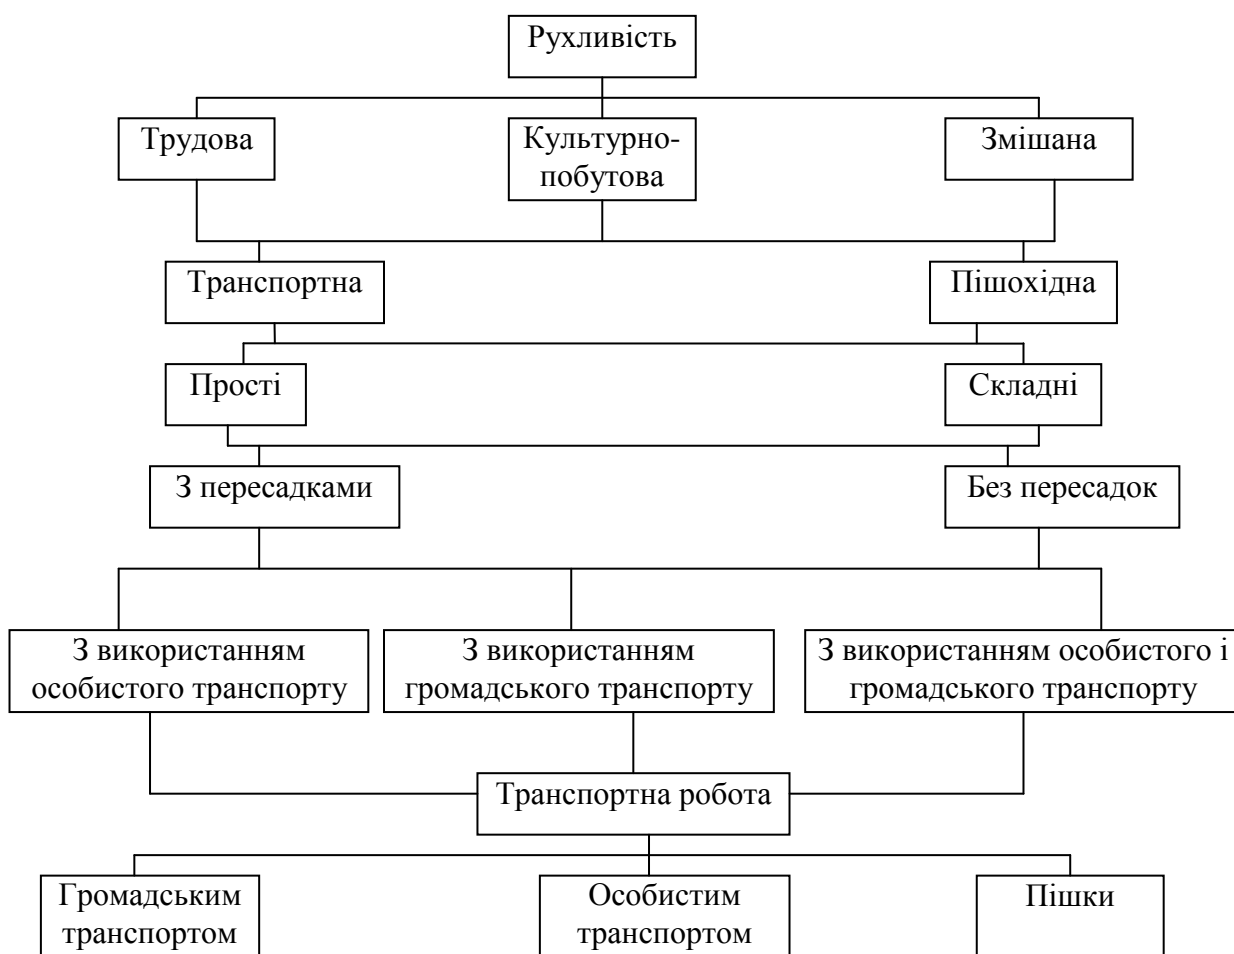 Рухливість
Трудова
Культурно-
побутова
Змішана
Транспортна
Пішохідна
Прості
Складні
З пересадками
Без пересадок
З використанням
особистого транспорту
З використанням
громадського транспорту
З використанням особистого і
громадського транспорту
Транспортна робота
Громадським
транспортом
Особистим
транспортом
Пішки